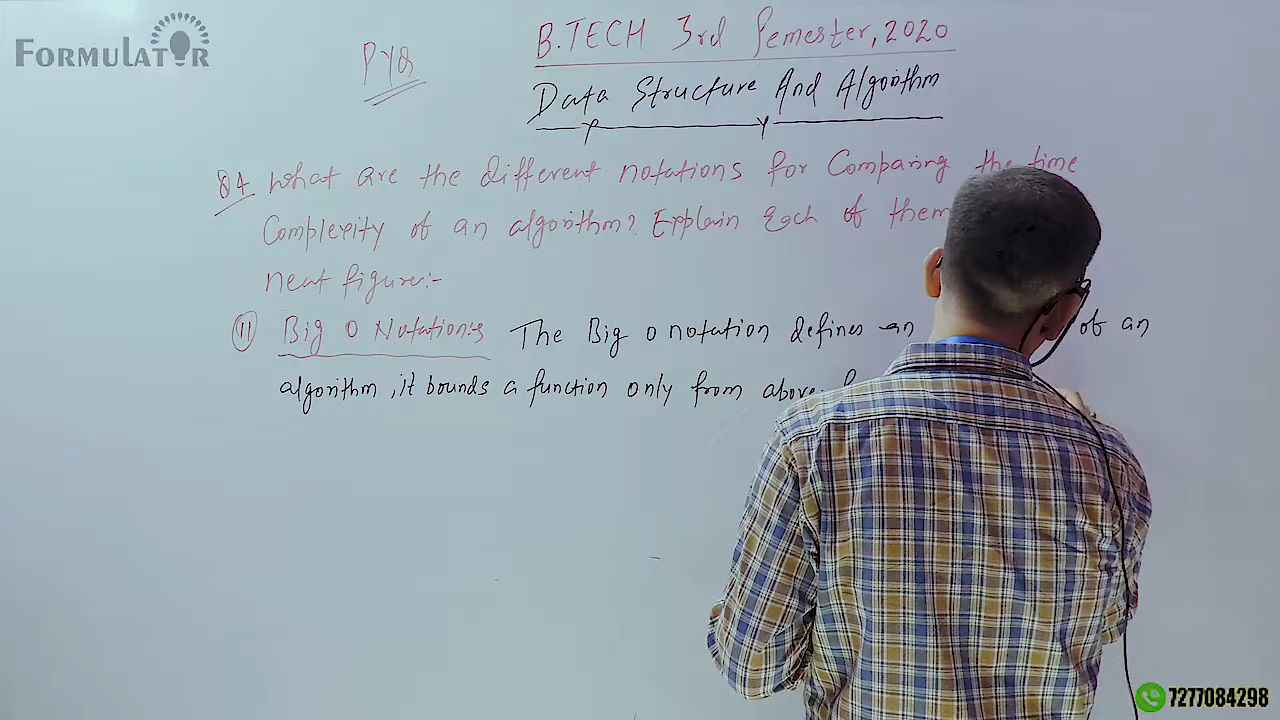 FORMULATOR
PYQ
B.TECH 3rd Semester, 2020
Data Structure And Algorithm
Q4. What are the different notations for Comparing the time
Complexity of an algorithm? Explain Each of them
neat figure:-
(ii) Big O Notation:- The Big O notation defines an of an
algorithm, it bounds a function only from above.
7277084298